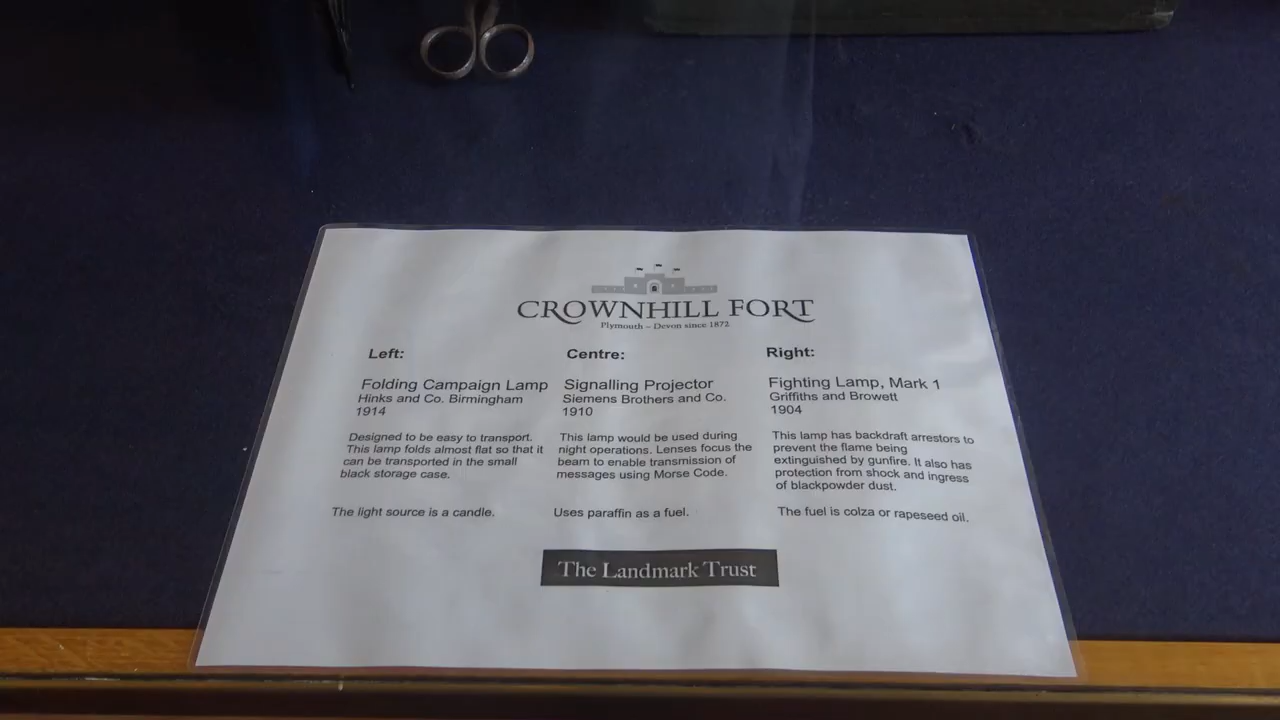 CROWNHILL FORT
Plymouth ~ Devon since 1872
Left:
Folding Campaign Lamp
Hinks and Co. Birmingham
1914
Designed to be easy to transport.
This lamp folds almost flat so that it
can be transported in the small
black storage case.
The light source is a candle.
Centre:
Signalling Projector
Siemens Brothers and Co.
1910
This lamp would be used during
night operations. Lenses focus the
beam to enable transmission of
messages using Morse Code.
Uses paraffin as a fuel.
Right:
Fighting Lamp, Mark 1
Griffiths and Browett
1904
This lamp has backdraft arrestors to
prevent the flame being
extinguished by gunfire. It also has
protection from shock and ingress
of blackpowder dust.
The fuel is colza or rapeseed oil.
The Landmark Trust